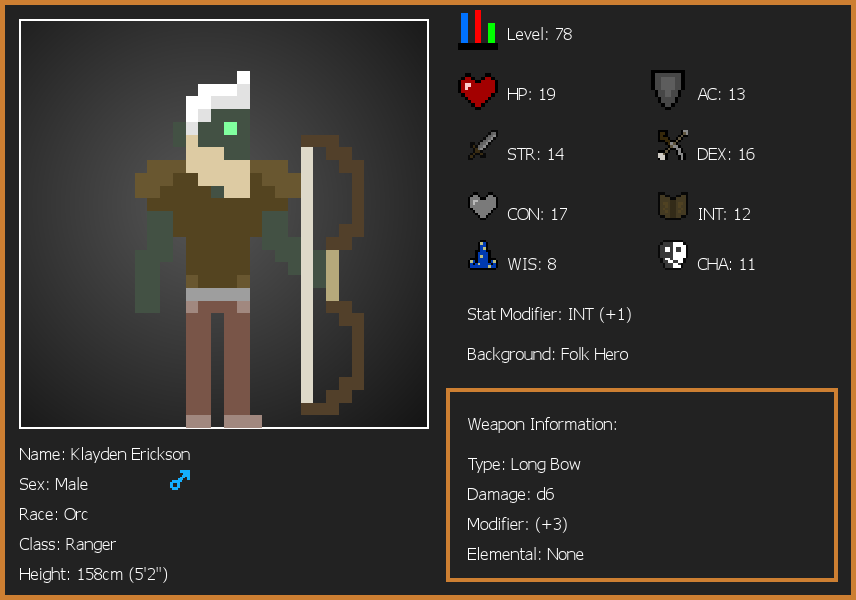 Level: 78
HP: 19
AC: 13
STR: 14
DEX: 16
CON: 17
INT: 12
WIS: 8
CHA: 11
Stat Modifier: INT (+1)
Background: Folk Hero
Weapon Information:
Type: Long Bow
Damage: d6
Modifier: (+3)
Elemental: None
Name: Klayden Erickson
Sex: Male
Race: Orc
Class: Ranger
Height: 158cm (5'2")